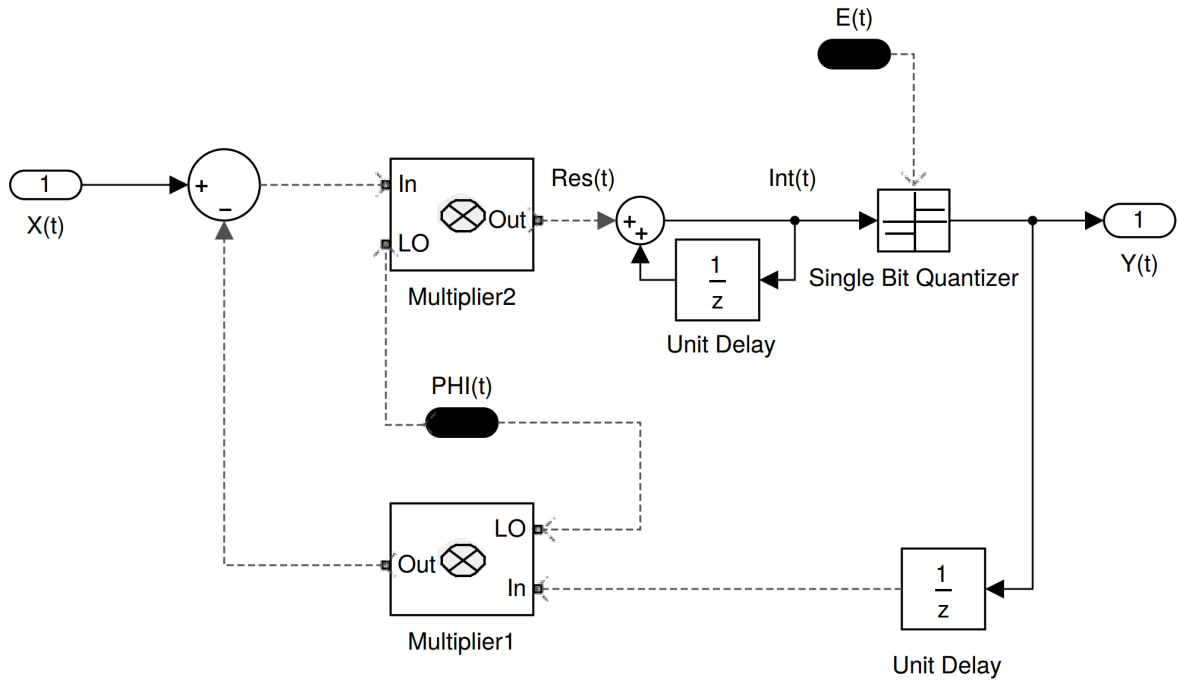 E(t)
1
X(t)
+
−
In
LO
Out
Multiplier2
Res(t)
+
+
Int(t)
1
z
Unit Delay
Single Bit Quantizer
1
Y(t)
PHI(t)
LO
Out
In
Multiplier1
1
z
Unit Delay